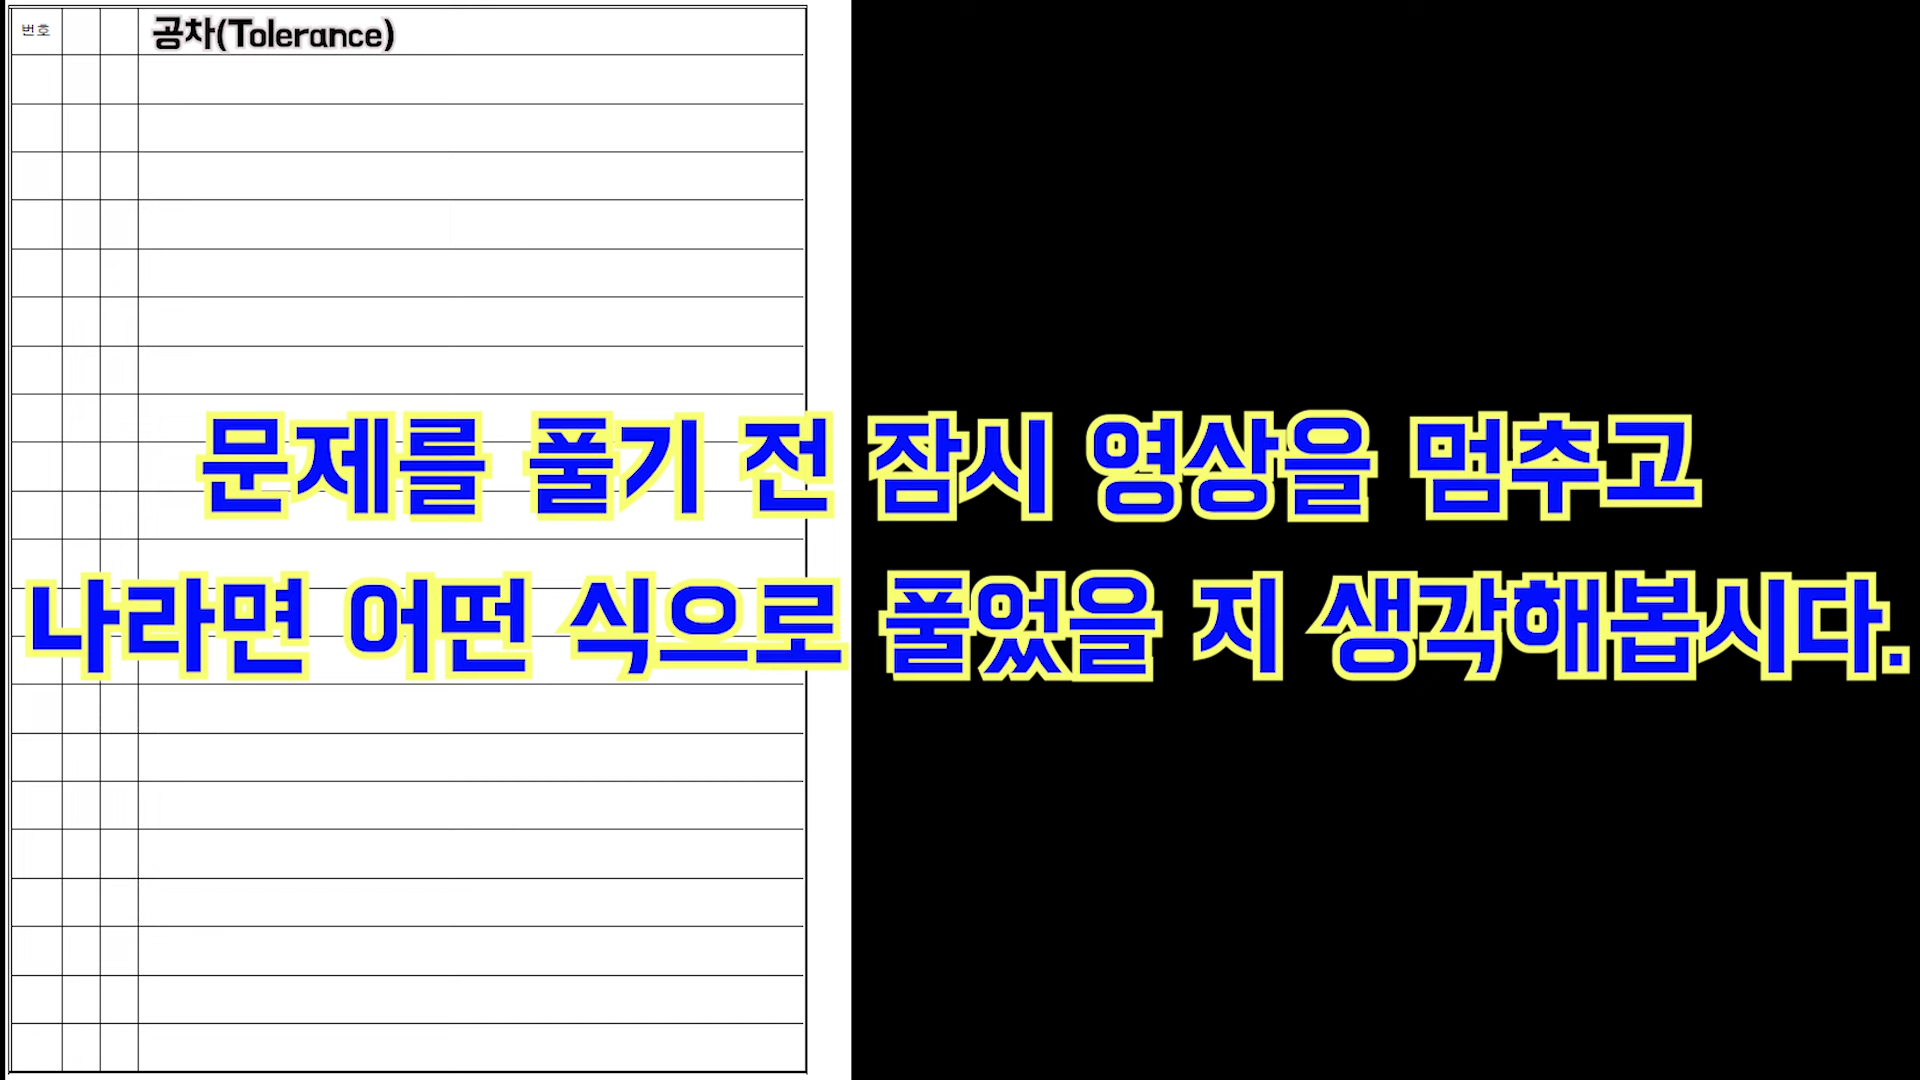 번호
공차(Tolerance)
문제를 풀기 전 잠시 영상을 멈추고
나라면 어떤 식으로 풀었을 지 생각해봅시다.